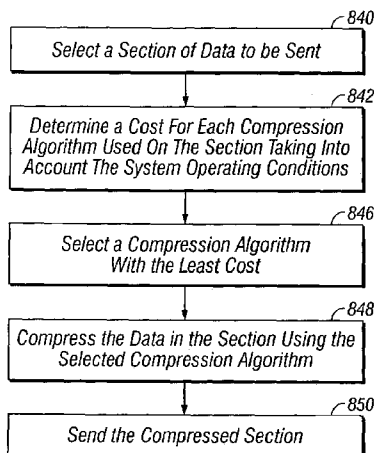 840
Select a Section of Data to be Sent
842
Determine a Cost For Each Compression
Algorithm Used On The Section Taking Into
Account The System Operating Conditions
846
Select a Compression Algorithm
With the Least Cost
848
Compress the Data in the Section Using the
Selected Compression Algorithm
850
Send the Compressed Section